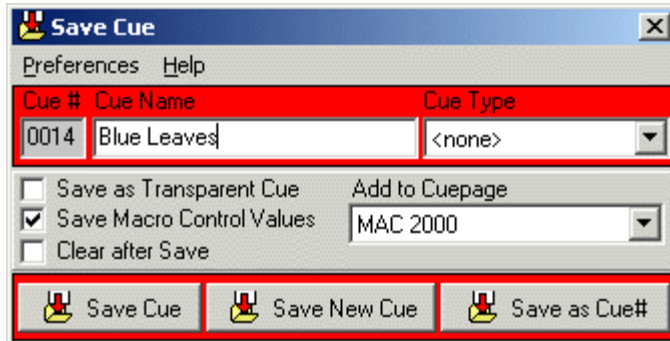 Save Cue
Preferences Help
Cue # Cue Name Cue Type
0014 Blue Leaves <none>
Save as Transparent Cue Add to Cuepage
Save Macro Control Values MAC 2000
Clear after Save
Save Cue Save New Cue Save as Cue#